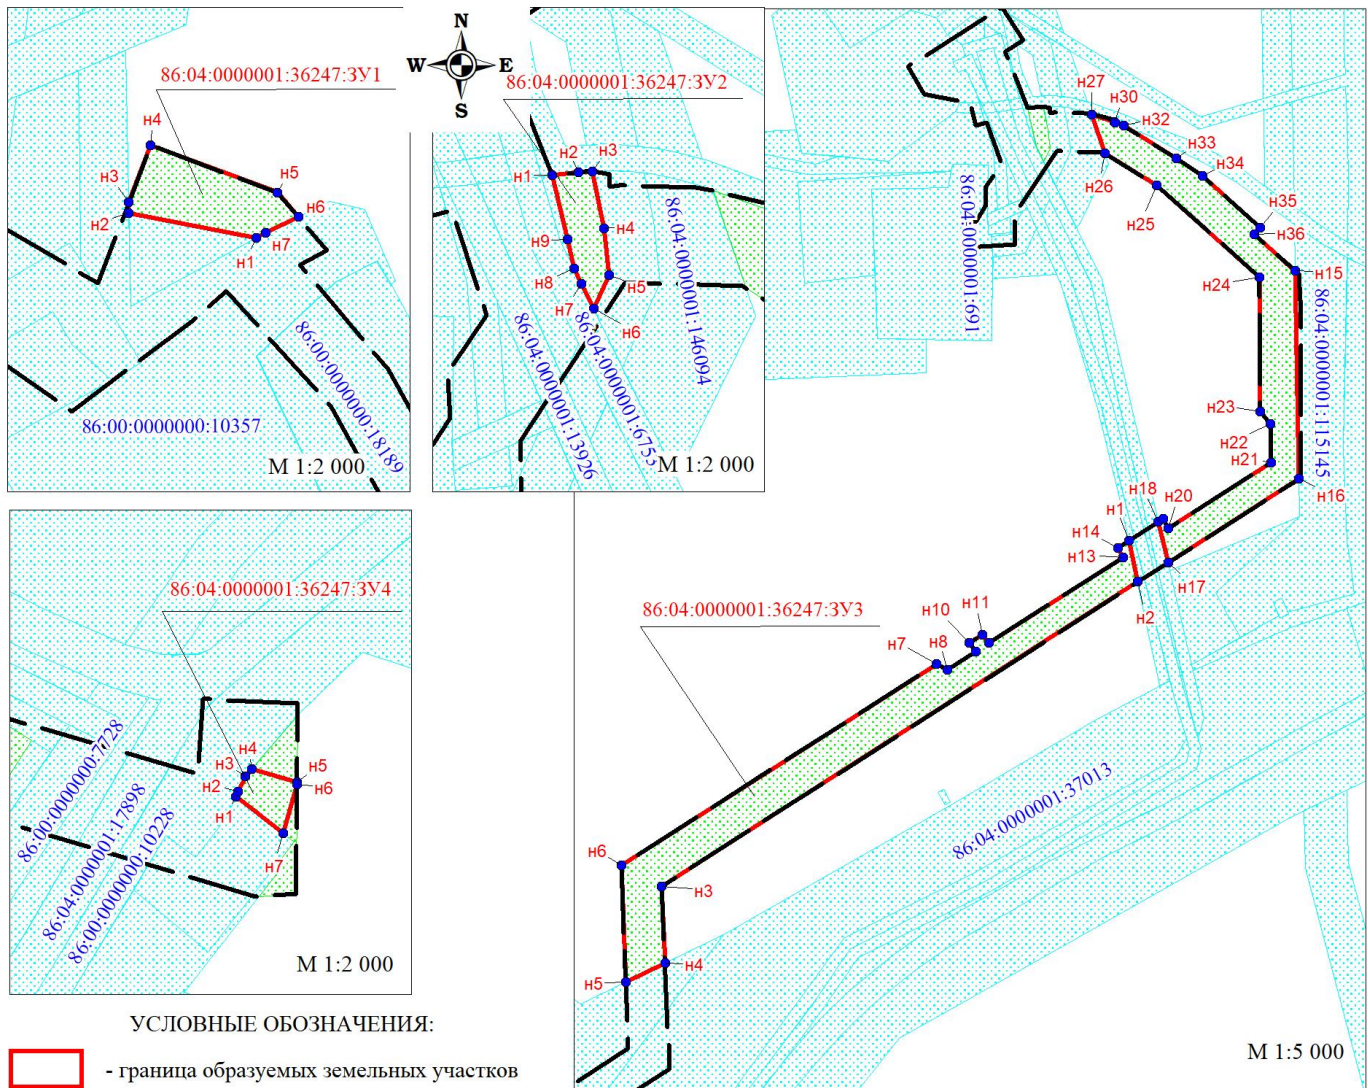 86:04:0000001:36247:ЗУ1
н4
н3
н2
н5
н6
н7
н1
86:00:0000000:10357
86:00:0000000:18189
М 1:2 000
N
W
E
S
86:04:0000001:36247:ЗУ2
н2
н3
н1
н4
н9
н8
н5
н7
н6
86:04:0000001:146094
86:04:0000001:6753
86:04:0000001:13926
М 1:2 000
86:04:0000001:36247:ЗУ4
н4
н3
н2
н1
н5
н6
н7
86:00:0000000:7728
86:04:0000001:17898
86:00:0000000:10228
М 1:2 000
н27
н30
н32
н33
н34
н26
н25
н35
н36
н15
н24
86:04:0000001:691
86:04:0000001:115145
н23
н22
н21
н16
н18
н20
н1
н14
н13
н17
н2
86:04:0000001:36247:ЗУ3
н10
н11
н7
н8
н6
н3
н4
н5
86:04:0000001:37013
М 1:5 000
УСЛОВНЫЕ ОБОЗНАЧЕНИЯ:
- граница образуемых земельных участков